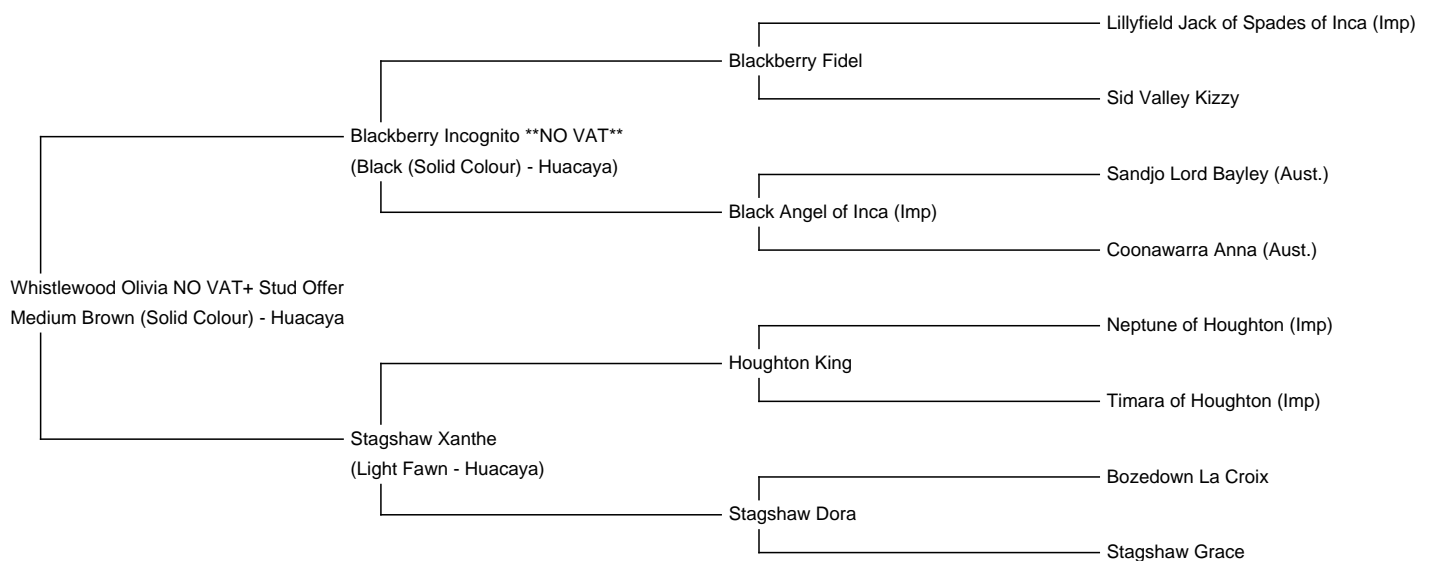 Lillyfield Jack of Spades of Inca (Imp)
Blackberry Fidel
Sid Valley Kizzy
Blackberry Incognito **NO VAT**
(Black (Solid Colour) - Huacaya)
Sandjo Lord Bayley (Aust.)
Black Angel of Inca (Imp)
Coonawarra Anna (Aust.)
Whistlewood Olivia NO VAT+ Stud Offer
Medium Brown (Solid Colour) - Huacaya
Neptune of Houghton (Imp)
Houghton King
Timara of Houghton (Imp)
Stagshaw Xanthe
(Light Fawn - Huacaya)
Bozedown La Croix
Stagshaw Dora
Stagshaw Grace